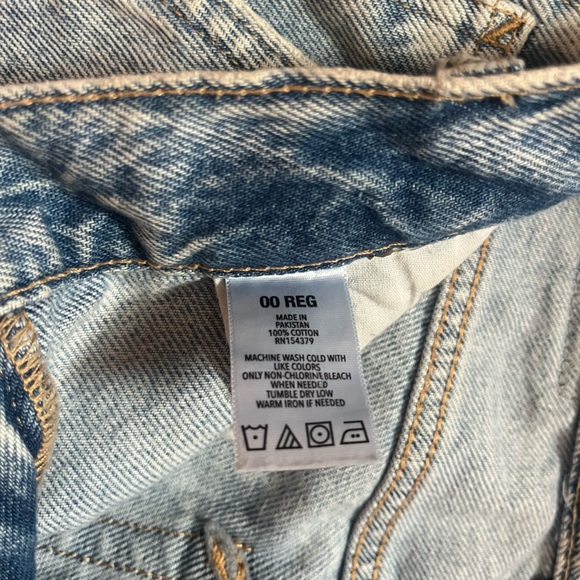 00 REG
MADE IN
PAKISTAN
100% COTTON
RN154379
MACHINE WASH COLD WITH
LIKE COLORS
ONLY NON-CHLORINE BLEACH
WHEN NEEDED
TUMBLE DRY LOW
WARM IRON IF NEEDED